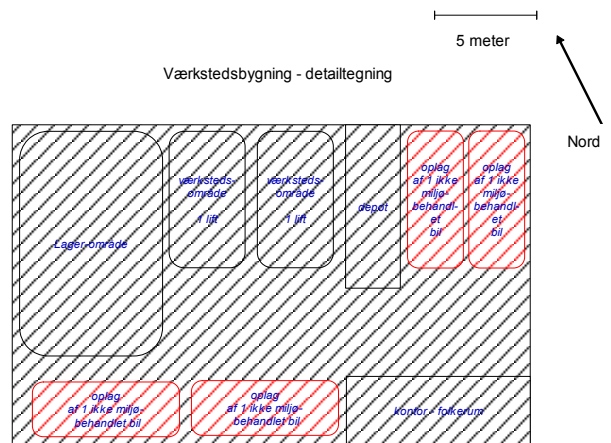 5 meter
Værkstedsbygning - detailtegning
Nord
Lager-område
værksteds-
område
1 lift
værksteds-
område
1 lift
depot
oplag
af 1 ikke
miljø-
behandl-
et
bil
oplag
af 1 ikke
miljø-
behandl-
et
bil
oplag
af 1 ikke miljø-
behandlet bil
oplag
af 1 ikke miljø-
behandlet bil
kontor - folkerum